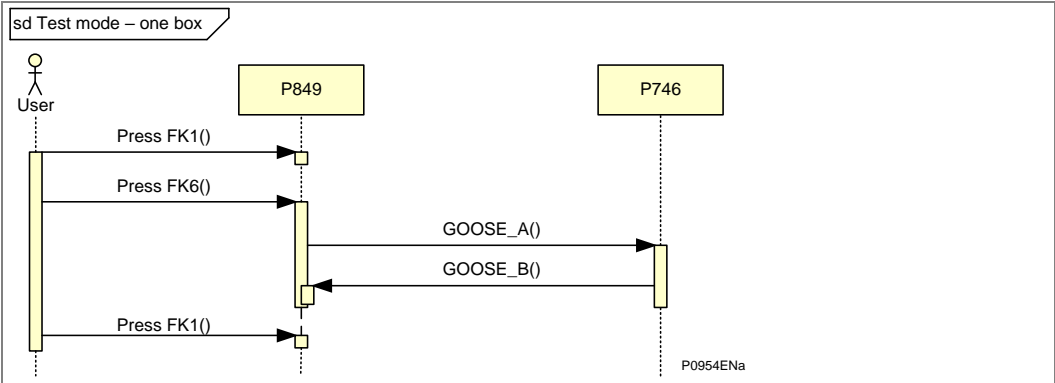 sd Test mode – one box
User
P849
P746
Press FK1()
Press FK6()
GOOSE_A()
GOOSE_B()
Press FK1()
P0954ENa